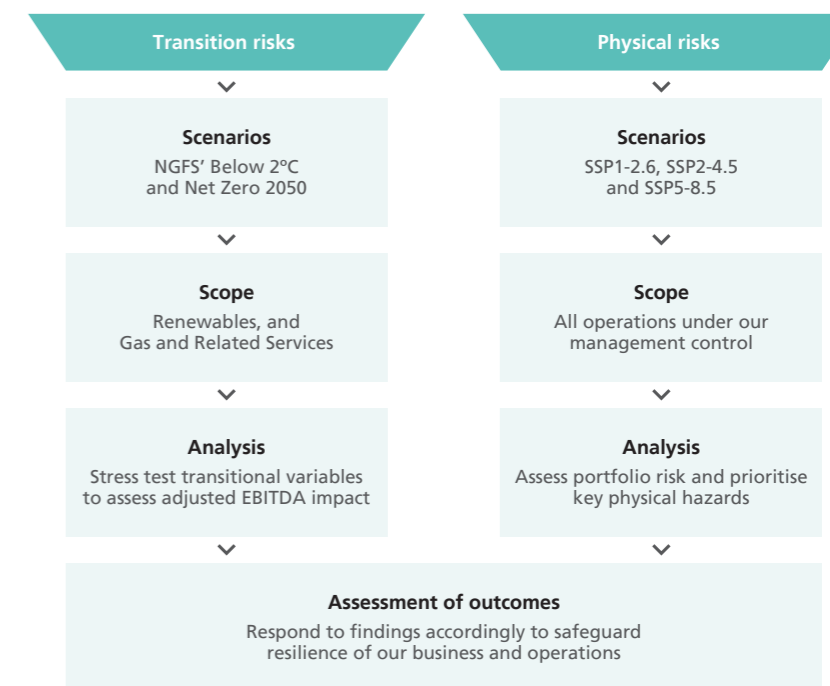 Transition risks
Scenarios
NGFS' Below 2ºC
and Net Zero 2050
Scope
Renewables, and
Gas and Related Services
Analysis
Stress test transitional variables
to assess adjusted EBITDA impact
Physical risks
Scenarios
SSP1-2.6, SSP2-4.5
and SSP5-8.5
Scope
All operations under our
management control
Analysis
Assess portfolio risk and prioritise
key physical hazards
Assessment of outcomes
Respond to findings accordingly to safeguard
resilience of our business and operations